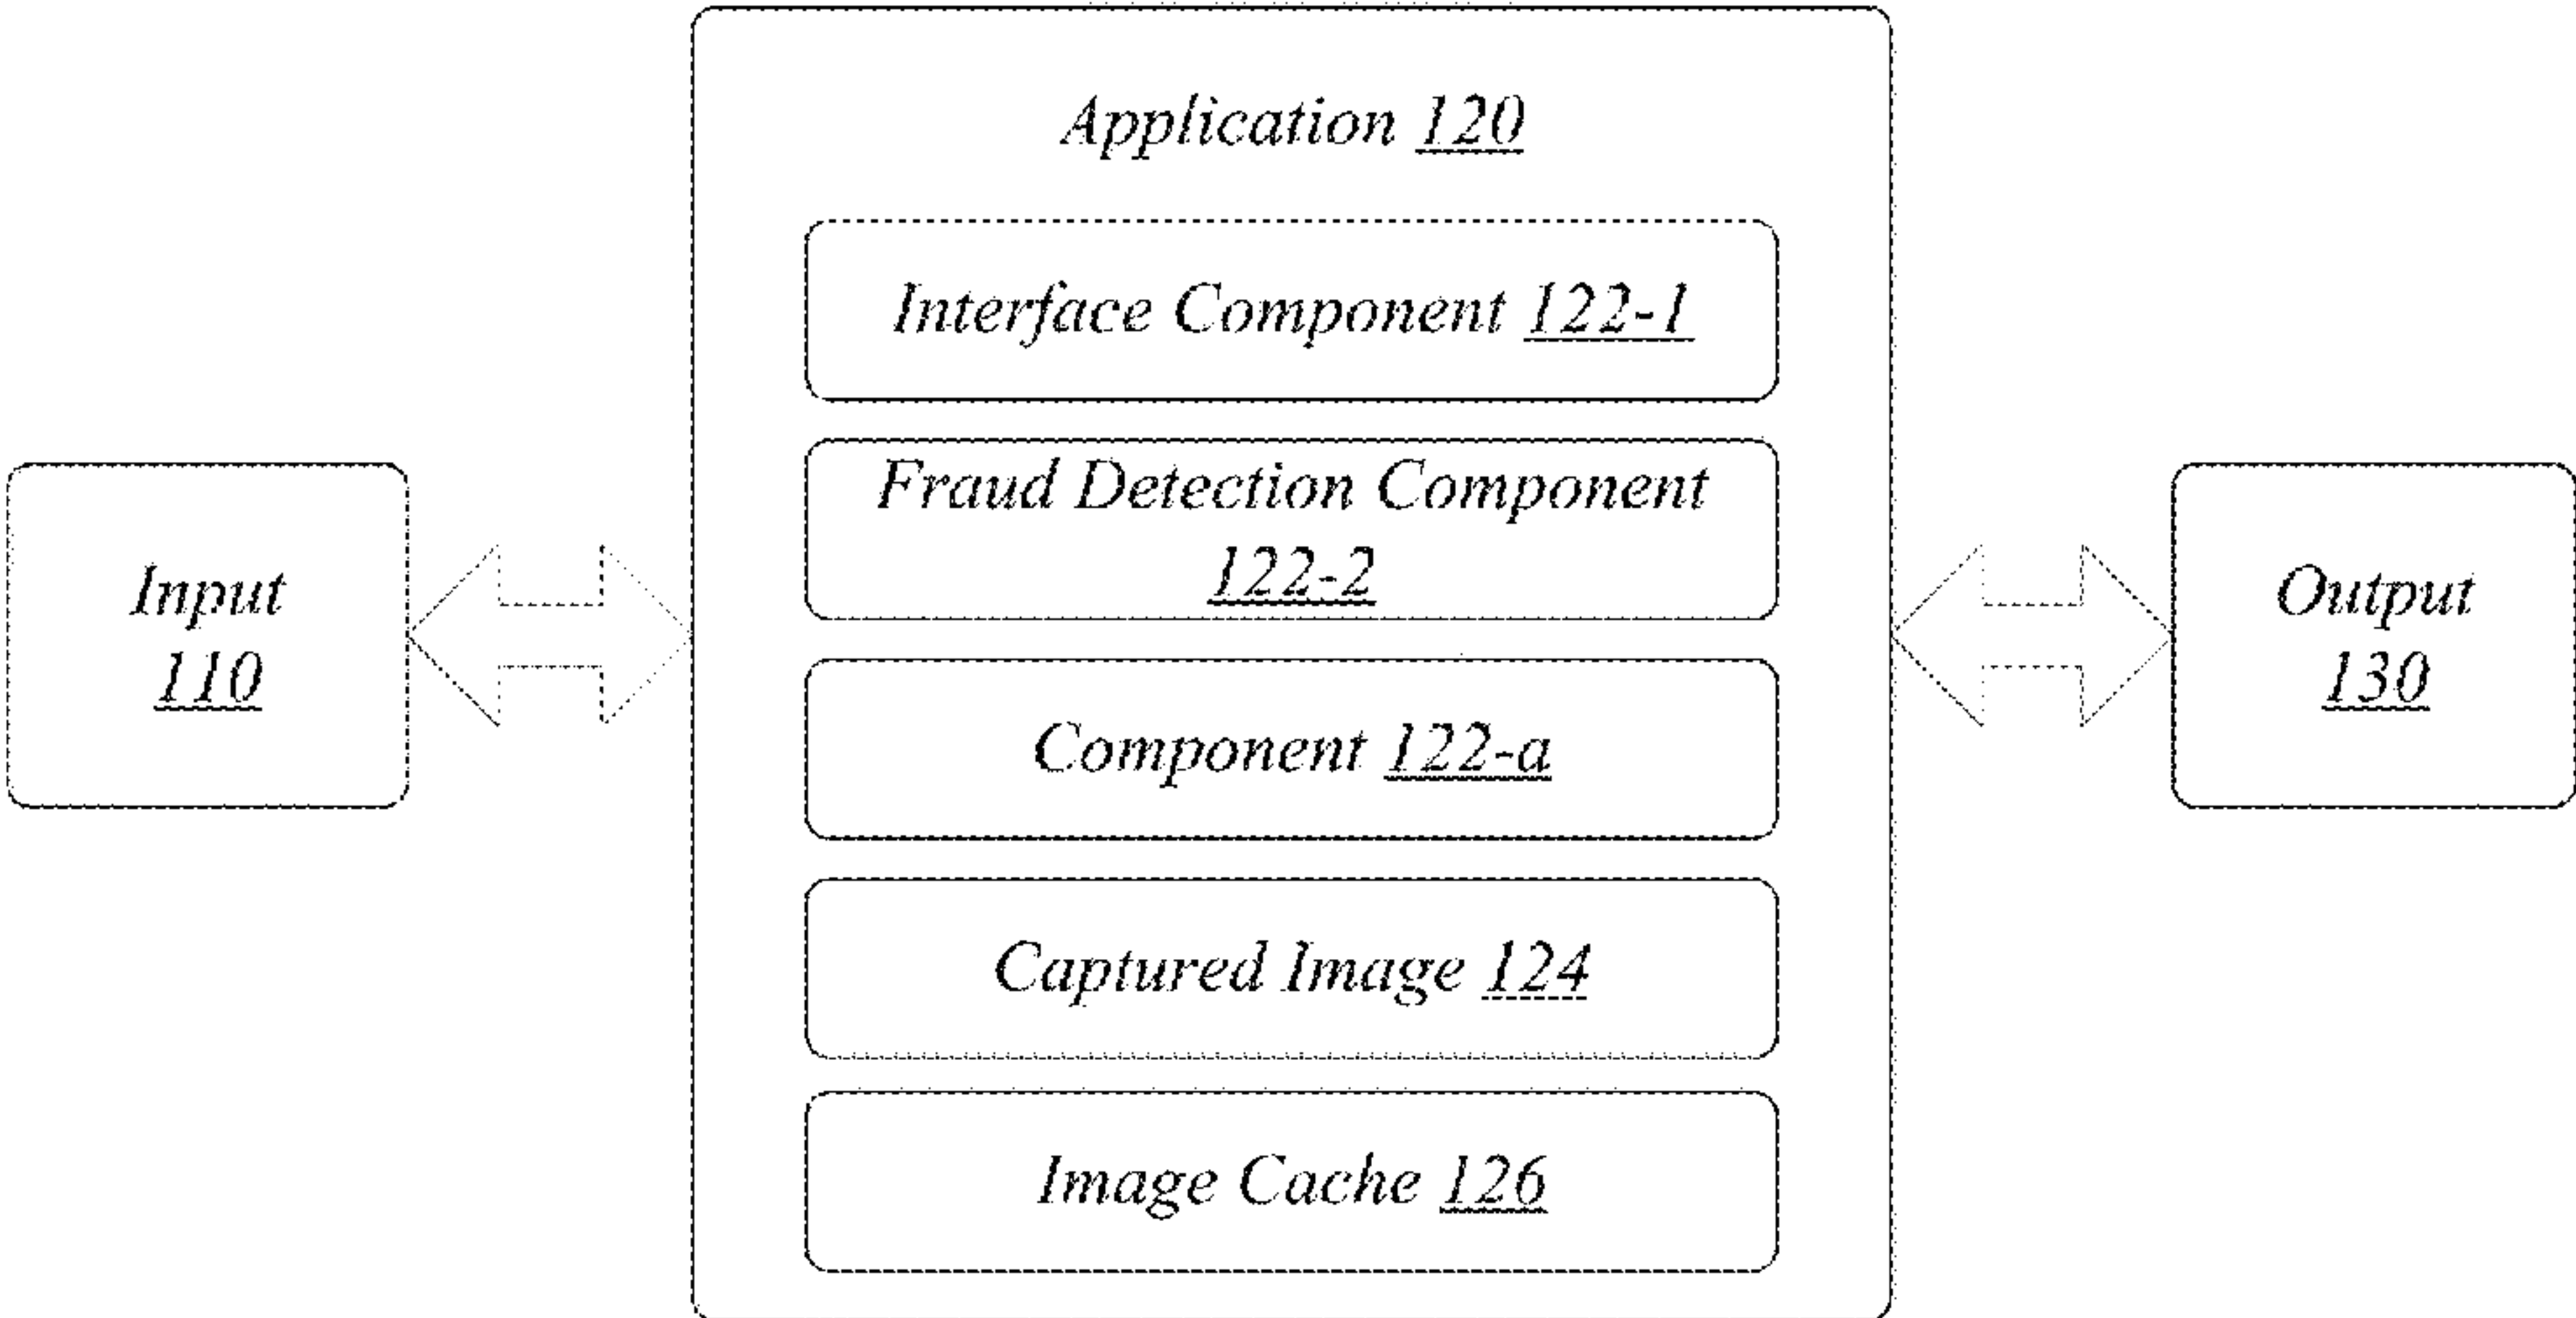 Application 120
Interface Component 122-1
Fraud Detection Component
122-2
Input
110
Component 122-a
Output
130
Captured Image 124
Image Cache 126